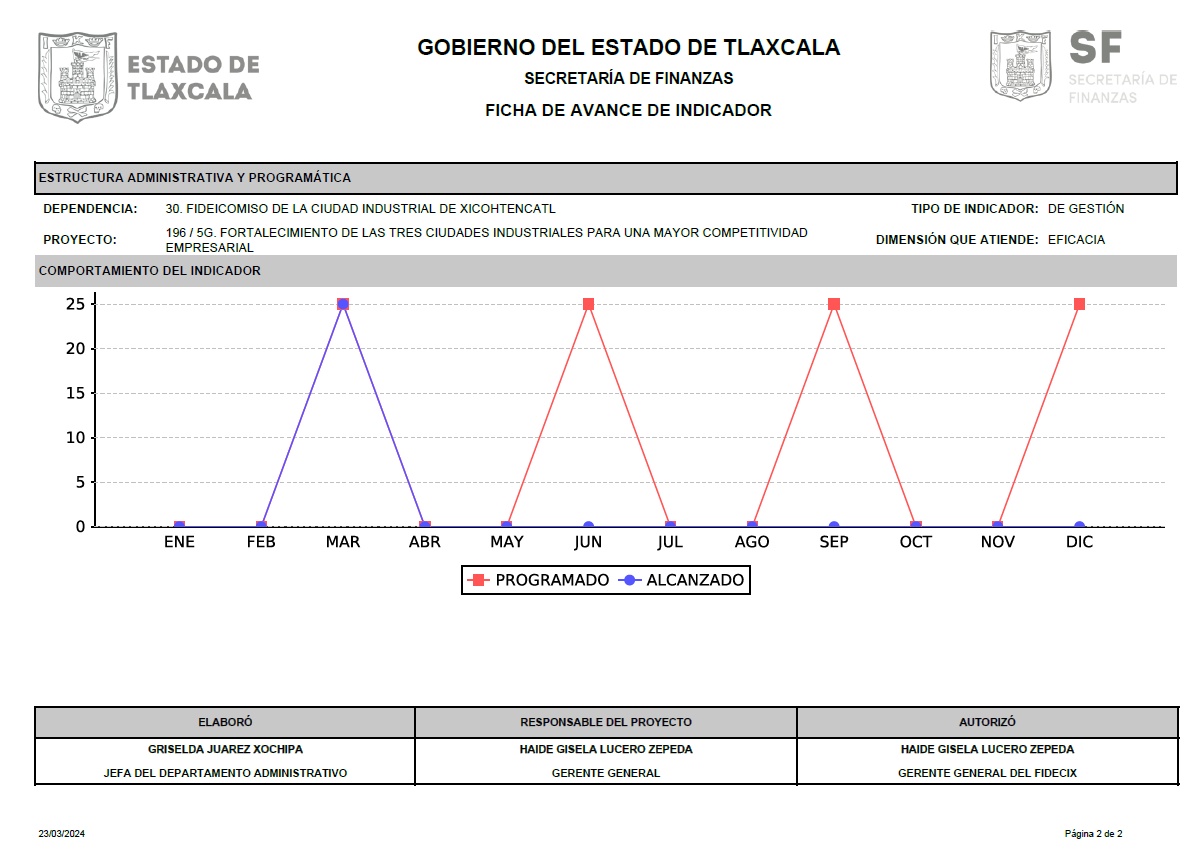 ESTADO DE
TLAXCALA
GOBIERNO DEL ESTADO DE TLAXCALA
SECRETARÍA DE FINANZAS
FICHA DE AVANCE DE INDICADOR
SF
SECRETARÍA DE
FINANZAS
ESTRUCTURA ADMINISTRATIVA Y PROGRAMÁTICA
DEPENDENCIA: 30. FIDEICOMISO DE LA CIUDAD INDUSTRIAL DE XICOHTENCATL TIPO DE INDICADOR: DE GESTIÓN
PROYECTO: 196 / 5G. FORTALECIMIENTO DE LAS TRES CIUDADES INDUSTRIALES PARA UNA MAYOR COMPETITIVIDAD
EMPRESARIAL
DIMENSIÓN QUE ATIENDE: EFICACIA
COMPORTAMIENTO DEL INDICADOR
25
20
15
10
5
0
ENE FEB MAR ABR MAY JUN JUL AGO SEP OCT NOV DIC
PROGRAMADO ALCANZADO
ELABORÓ RESPONSABLE DEL PROYECTO AUTORIZÓ
GRISELDA JUAREZ XOCHIPA HAIDE GISELA LUCERO ZEPEDA HAIDE GISELA LUCERO ZEPEDA
JEFA DEL DEPARTAMENTO ADMINISTRATIVO GERENTE GENERAL GERENTE GENERAL DEL FIDECIX
23/03/2024 Página 2 de 2